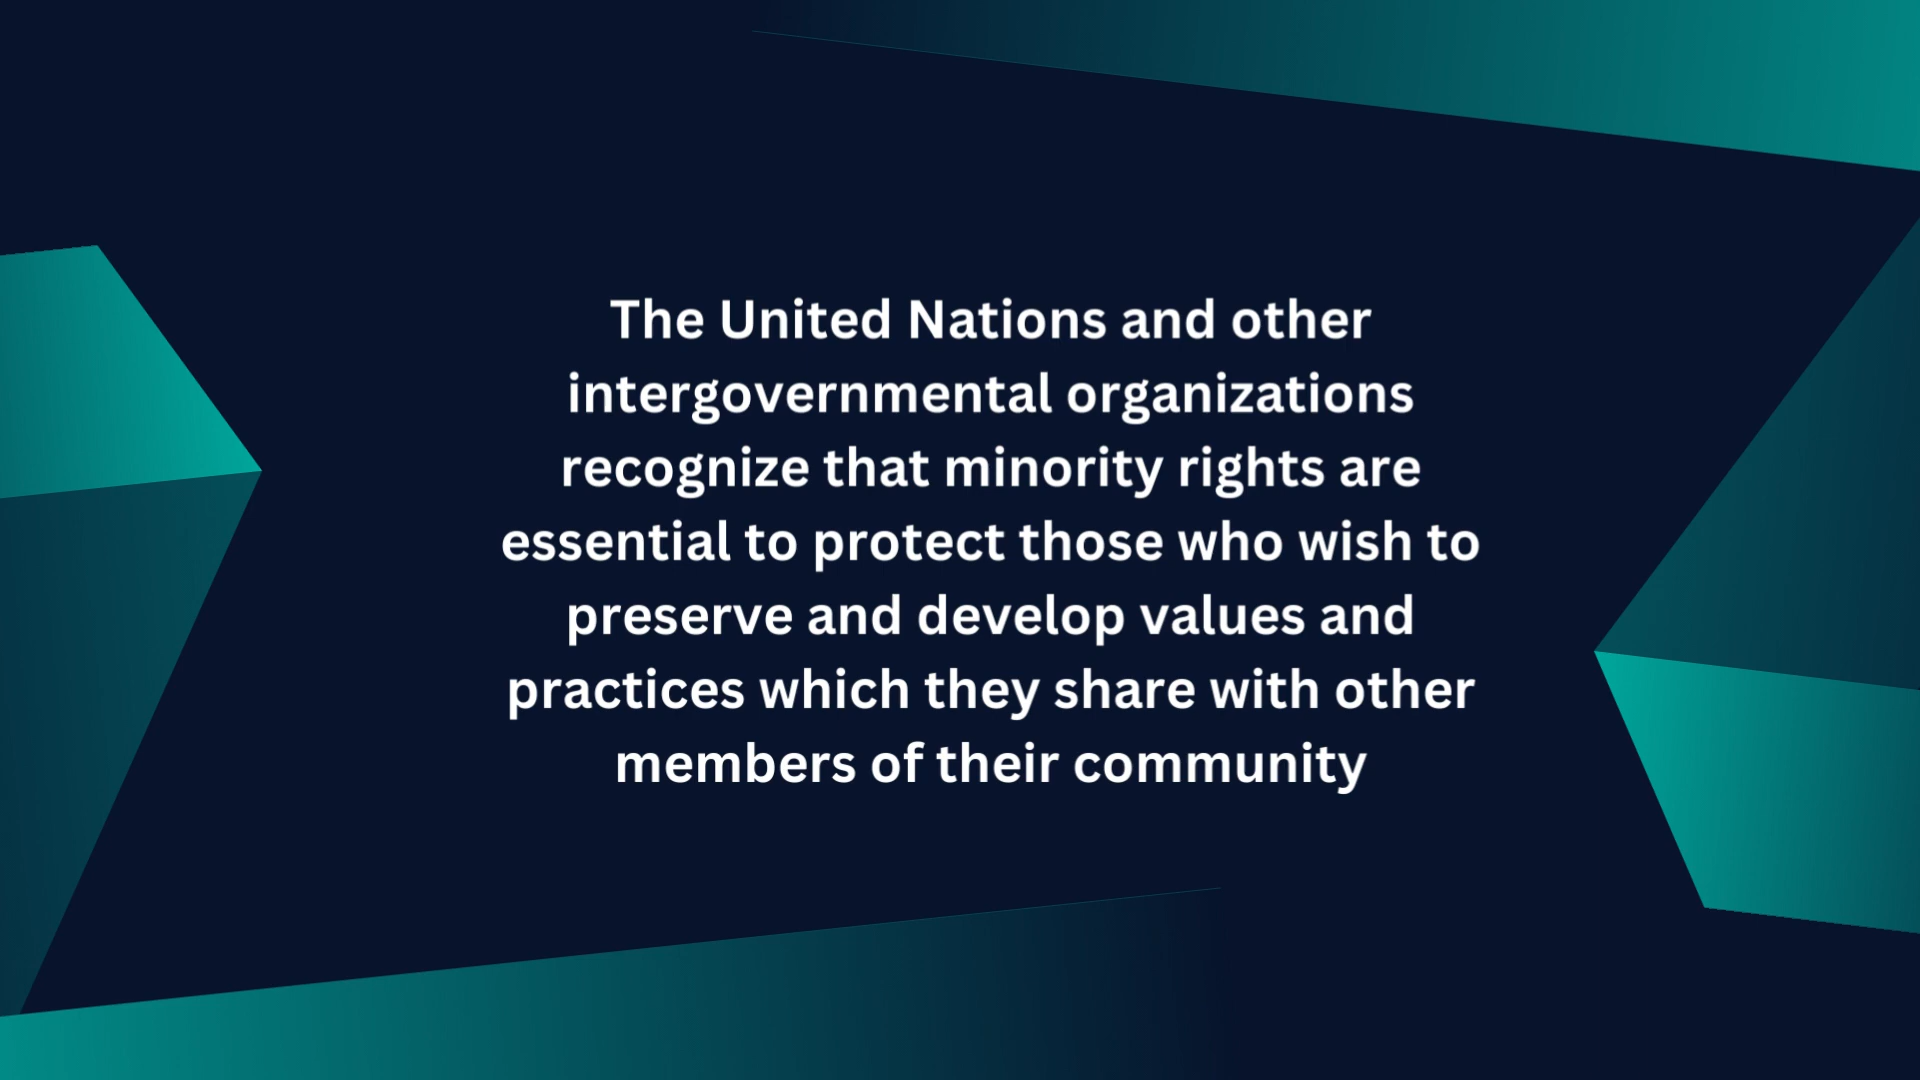 The United Nations and other
intergovernmental organizations
recognize that minority rights are
essential to protect those who wish to
preserve and develop values and
practices which they share with other
members of their community